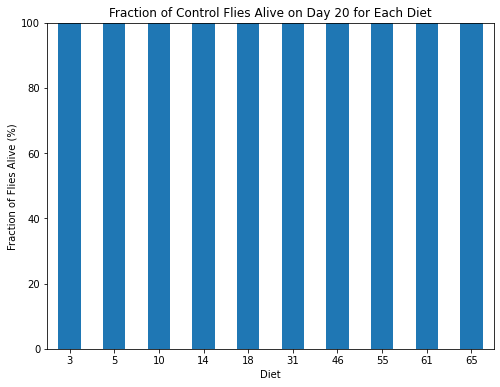 Fraction of Control Flies Alive on Day 20 for Each Diet
Fraction of Flies Alive (%)
100
80
60
40
20
0
3 5 10 14 18 31 46 55 61 65
Diet